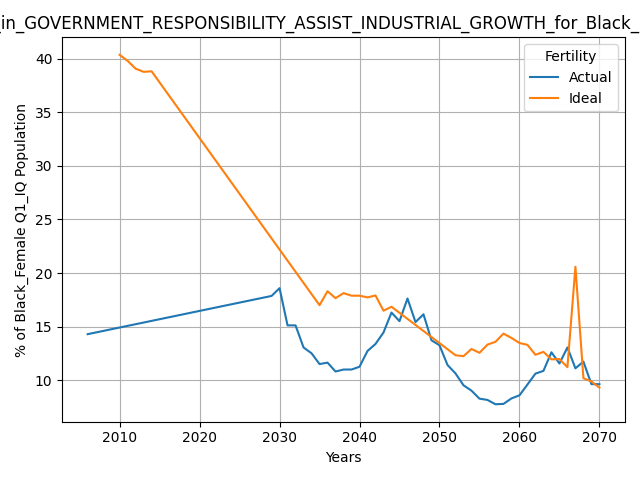 _in_GOVERNMENT_RESPONSIBILITY_ASSIST_INDUSTRIAL_GROWTH_for_Black_
Fertility
Actual
Ideal
% of Black_Female Q1_IQ Population
40
35
30
25
20
15
10
2010 2020 2030 2040 2050 2060 2070
Years